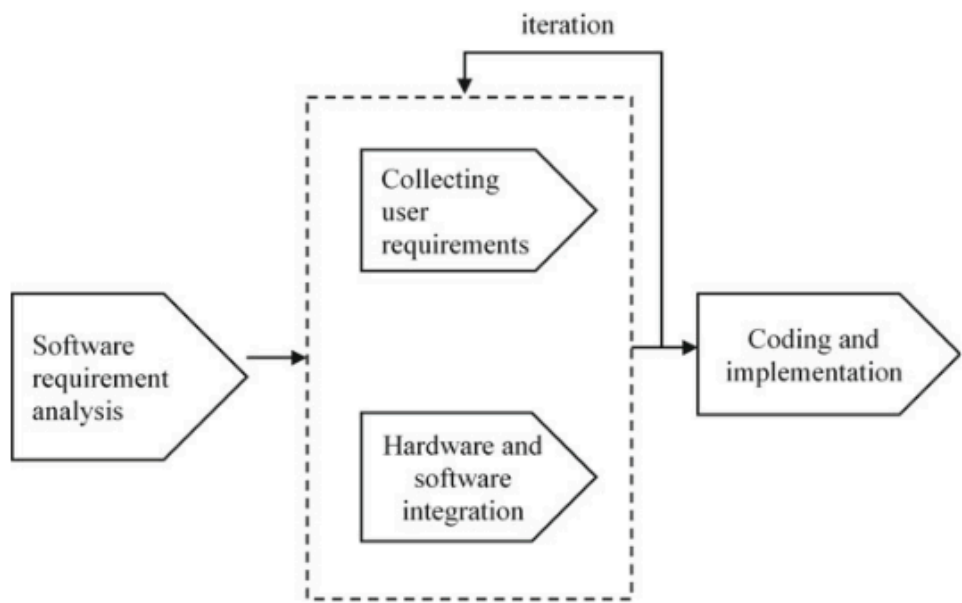 iteration
Collecting
user
requirements
Software
requirement
analysis
Coding and
implementation
Hardware and
software
integration